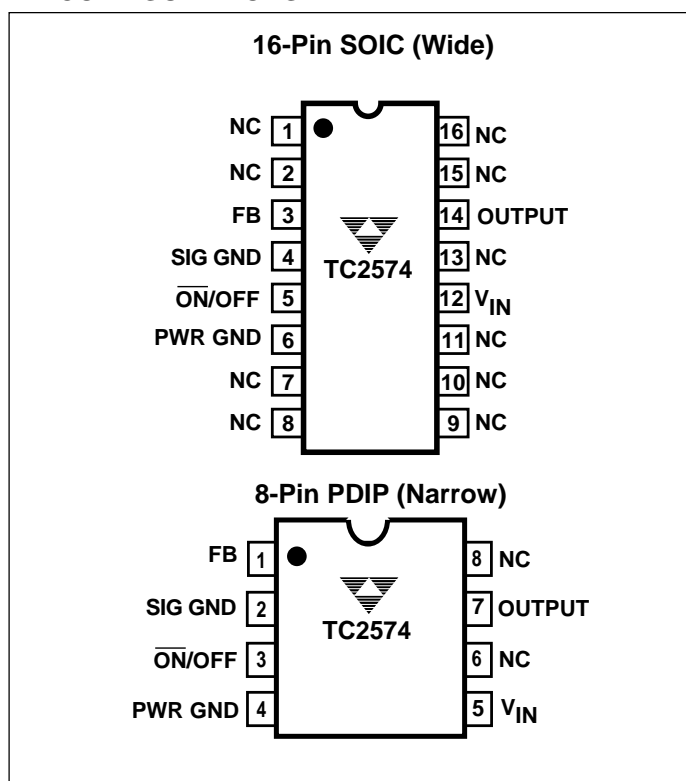 16-Pin SOIC (Wide)
NC 1 16 NC
NC 2 15 NC
FB 3 14 OUTPUT
SIG GND 4 13 NC
TC2574
O̅N̅/OFF 5 12 VIN
PWR GND 6 11 NC
NC 7 10 NC
NC 8 9 NC
8-Pin PDIP (Narrow)
FB 1 8 NC
SIG GND 2 7 OUTPUT
TC2574
O̅N̅/OFF 3 6 NC
PWR GND 4 5 VIN